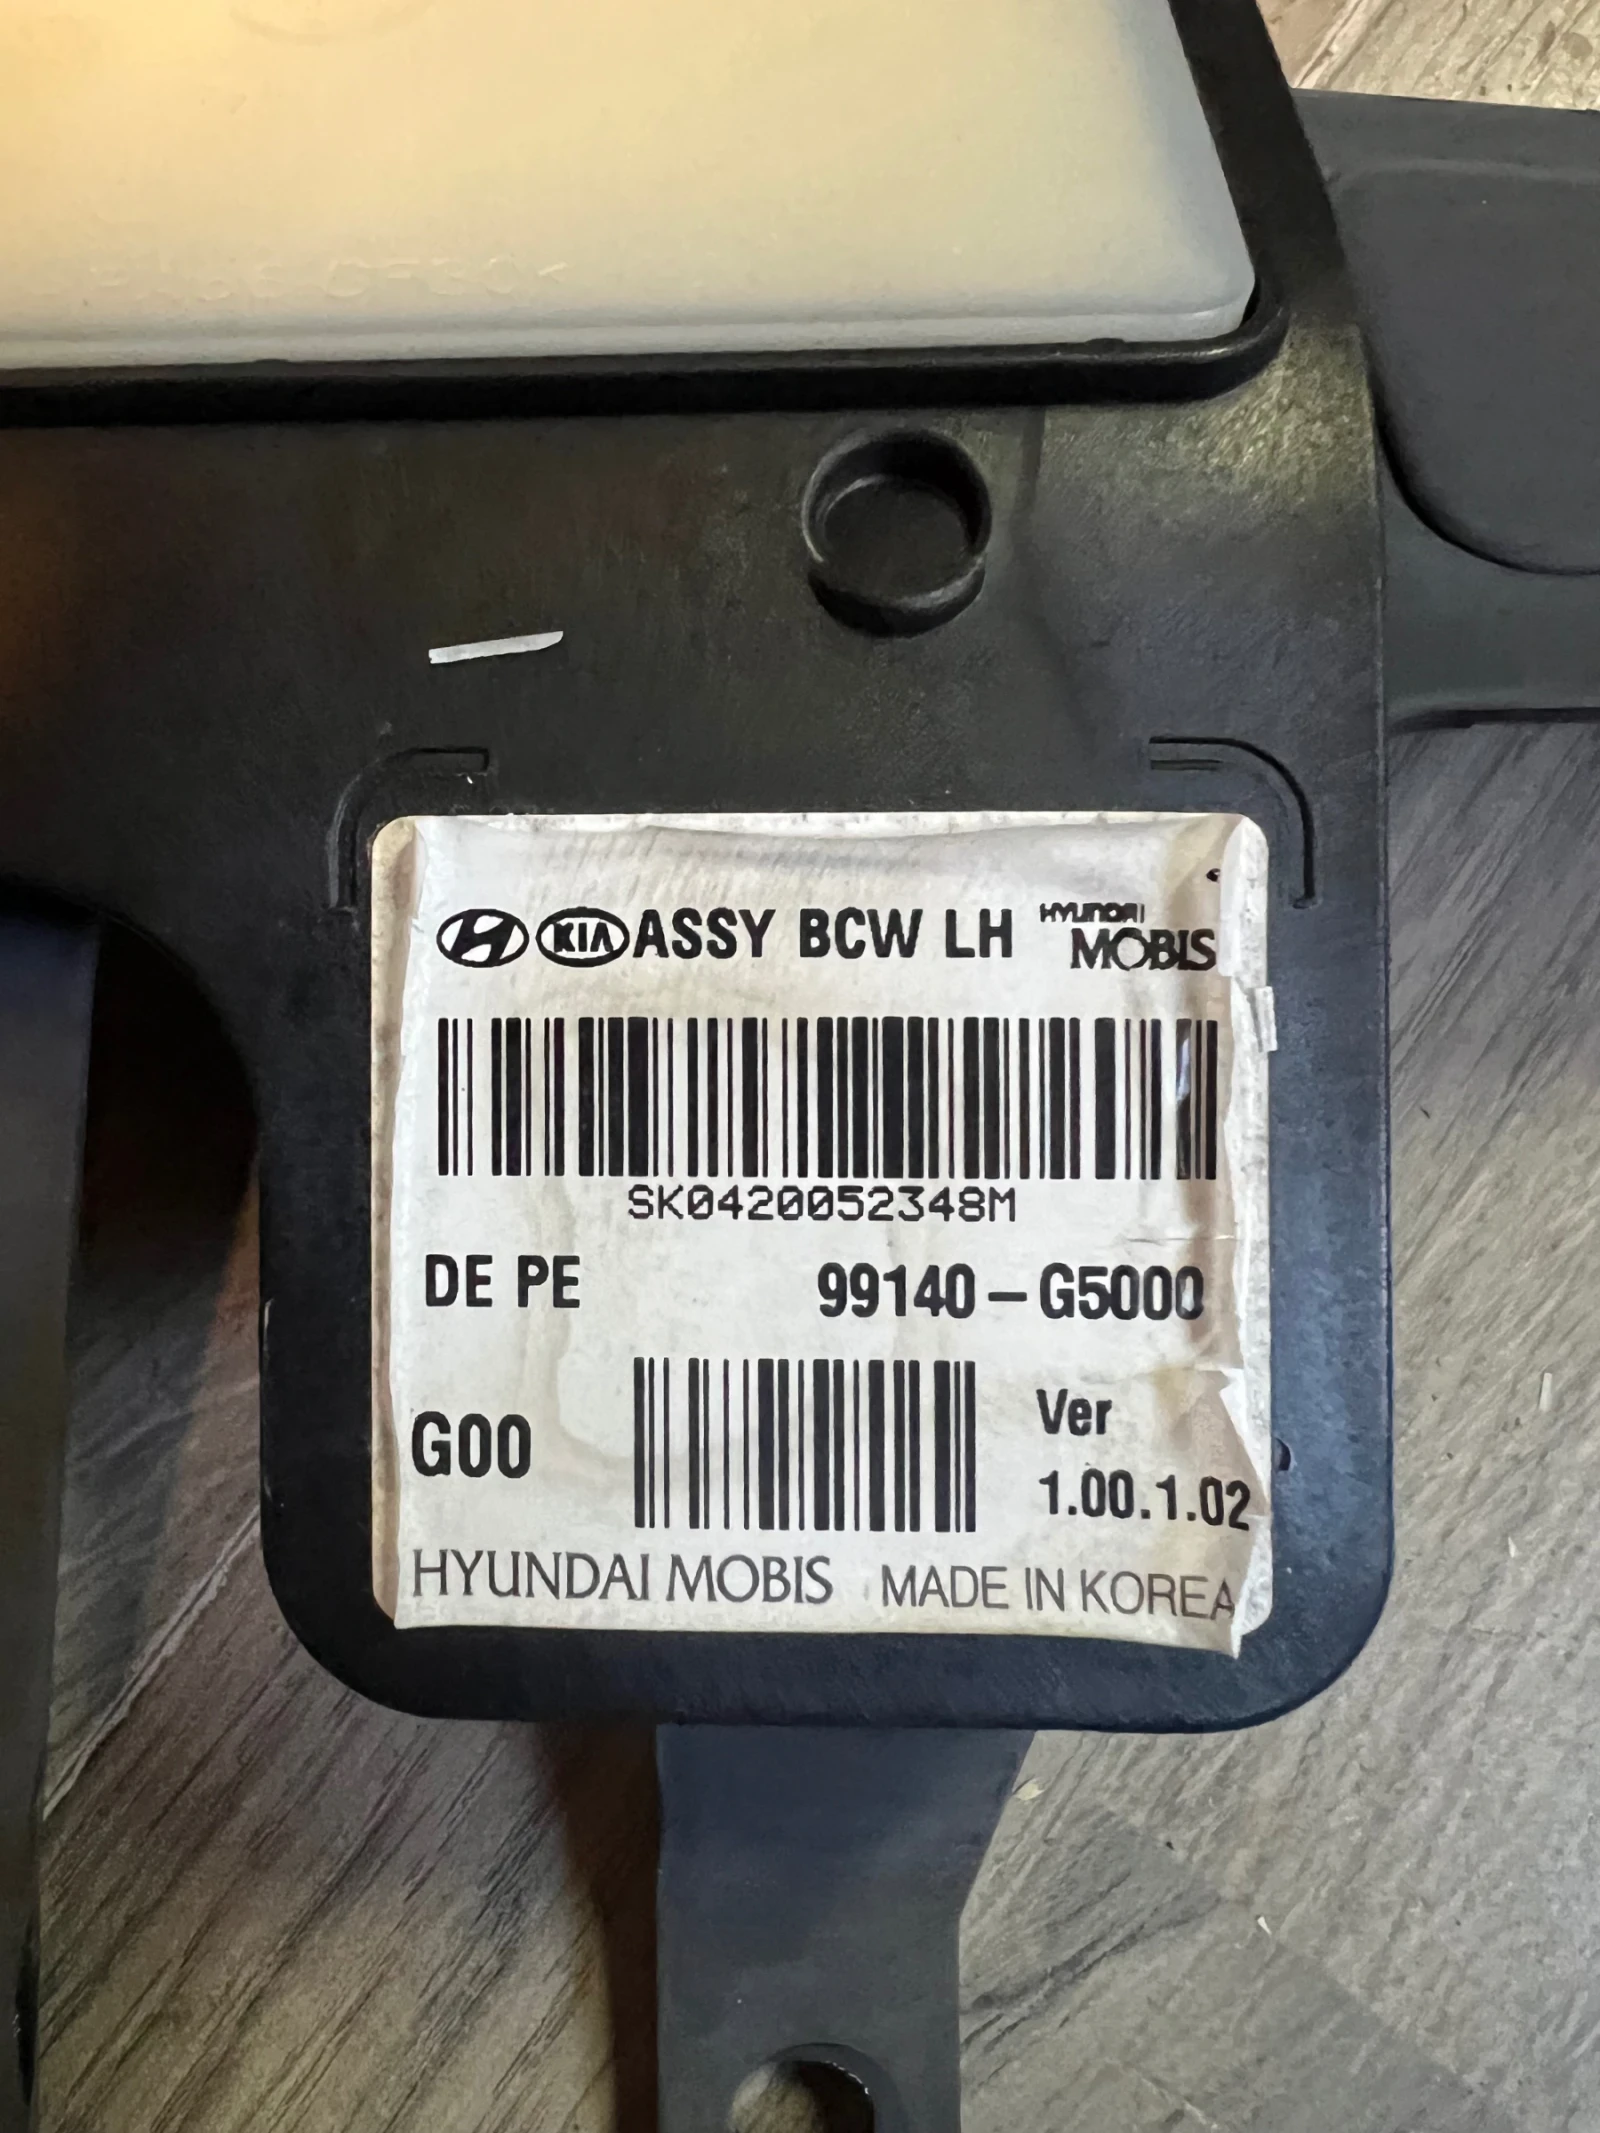 KIA ASSY BCW LH HYUNDAI MOBIS
SK0420052348M
DE PE 99140-G5000
G00 Ver 1.00.1.02
HYUNDAI MOBIS MADE IN KOREA